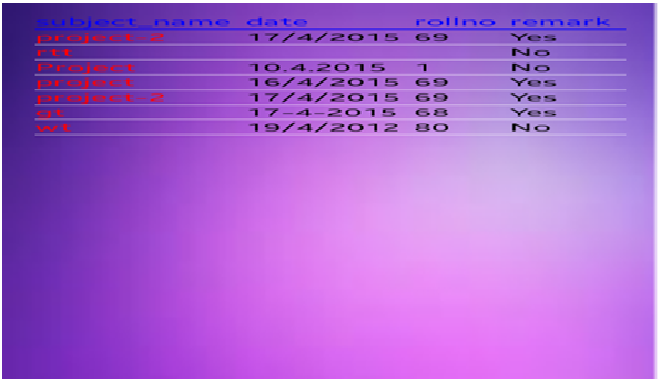 subject_name date rollno remark
project-2 17/4/2015 69 Yes
rtt No
Project 10.4.2015 1 No
project 16/4/2015 69 Yes
project-2 17/4/2015 69 Yes
gt 17-4-2015 68 Yes
wt 19/4/2012 80 No